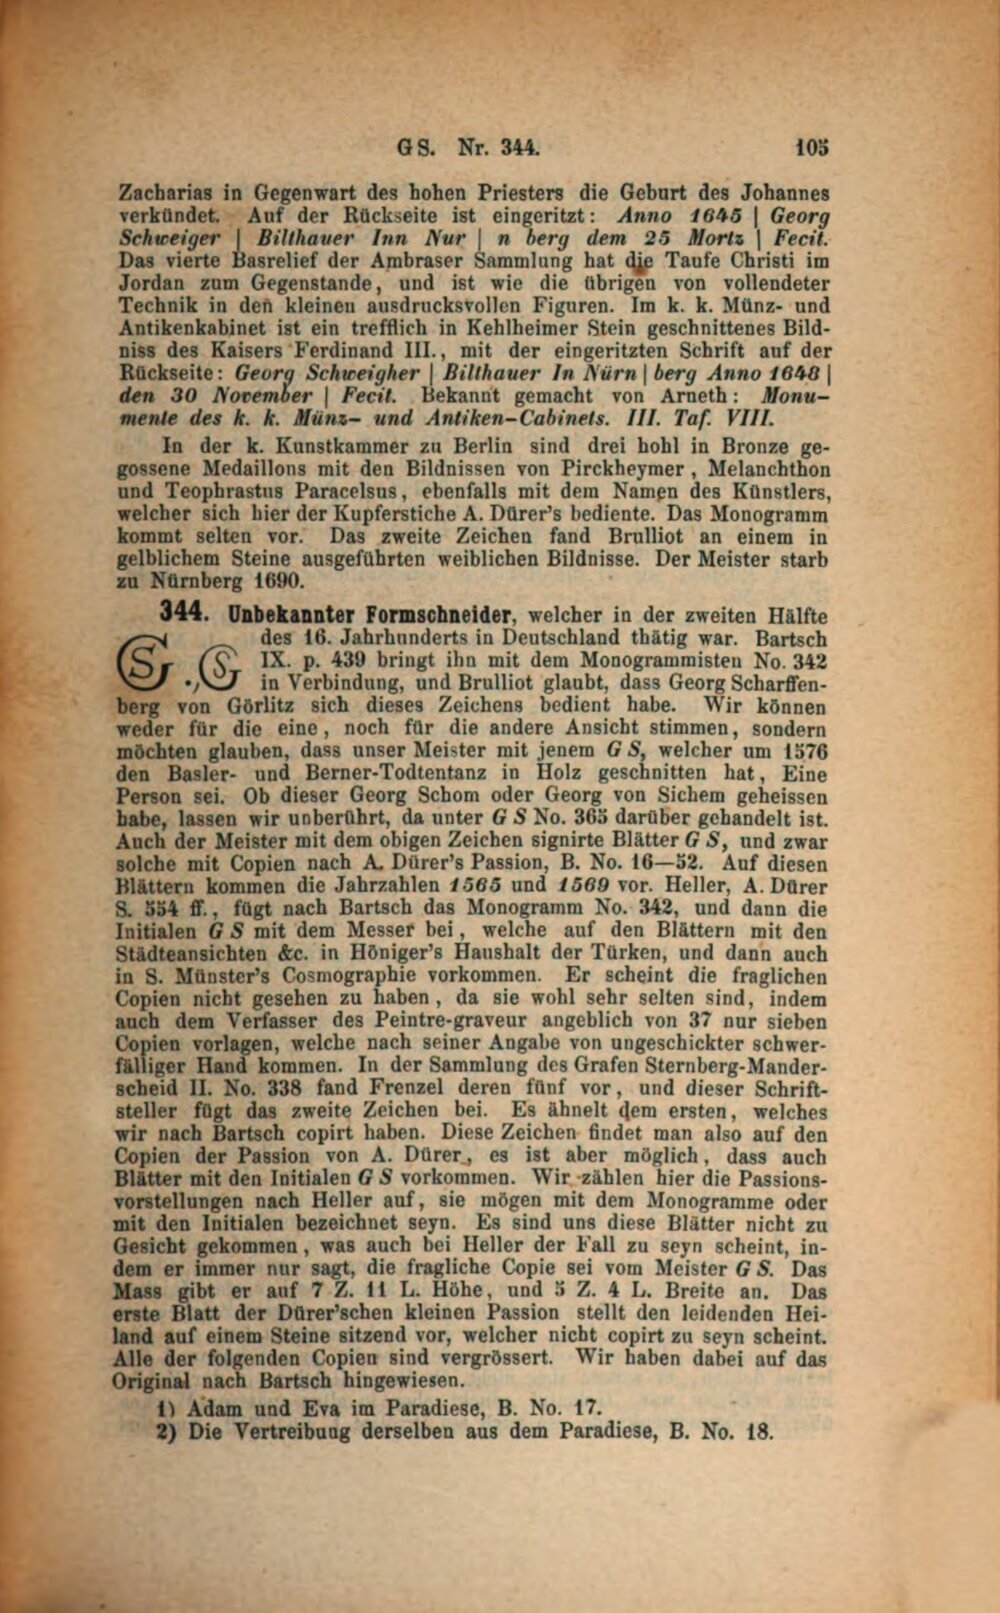 GS. Nr. 344. 105
Zacharias in Gegenwart des hohen Priesters die Geburt des Johannes
verkündet. Auf der Rückseite ist eingeritzt: Anno 1645 | Georg
Schweiger | Bilthauer Inn Nur | n berg dem 25 Mortz | Fecit.
Das vierte Basrelief der Ambraser Sammlung hat die Taufe Christi im
Jordan zum Gegenstande, und ist wie die übrigen von vollendeter
Technik in den kleinen ausdrucksvollen Figuren. Im k. k. Münz- und
Antikenkabinet ist ein trefflich in Kehlheimer Stein geschnittenes Bild-
niss des Kaisers Ferdinand III., mit der eingeritzten Schrift auf der
Rückseite: Georg Schweigher | Bilthauer In Nürn | berg Anno 1648 |
den 30 November | Fecit. Bekannt gemacht von Arneth: Monu-
mente des k. k. Münz- und Antiken-Cabinets. III. Taf. VIII.
In der k. Kunstkammer zu Berlin sind drei hohl in Bronze ge-
gossene Medaillons mit den Bildnissen von Pirckheymer, Melanchthon
und Teophrastus Paracelsus, ebenfalls mit dem Namen des Künstlers,
welcher sich hier der Kupferstiche A. Dürer's bediente. Das Monogramm
kommt selten vor. Das zweite Zeichen fand Brulliot an einem in
gelblichem Steine ausgeführten weiblichen Bildnisse. Der Meister starb
zu Nürnberg 1690.
344. Unbekannter Formschneider, welcher in der zweiten Hälfte
des 16. Jahrhunderts in Deutschland thätig war. Bartsch
IX. p. 439 bringt ihn mit dem Monogrammisten No. 342
in Verbindung, und Brulliot glaubt, dass Georg Scharffen-
berg von Görlitz sich dieses Zeichens bedient habe. Wir können
weder für die eine, noch für die andere Ansicht stimmen, sondern
möchten glauben, dass unser Meister mit jenem G S, welcher um 1576
den Basler- und Berner-Todtentanz in Holz geschnitten hat, Eine
Person sei. Ob dieser Georg Schom oder Georg von Sichem geheissen
habe, lassen wir unberührt, da unter G S No. 365 darüber gehandelt ist.
Auch der Meister mit dem obigen Zeichen signirte Blätter G S, und zwar
solche mit Copien nach A. Dürer's Passion, B. No. 16—52. Auf diesen
Blättern kommen die Jahrzahlen 1565 und 1569 vor. Heller, A. Dürer
S. 554 ff., fügt nach Bartsch das Monogramm No. 342, und dann die
Initialen G S mit dem Messer bei, welche auf den Blättern mit den
Städteansichten &c. in Höniger's Haushalt der Türken, und dann auch
in S. Münster's Cosmographie vorkommen. Er scheint die fraglichen
Copien nicht gesehen zu haben, da sie wohl sehr selten sind, indem
auch dem Verfasser des Peintre-graveur angeblich von 37 nur sieben
Copien vorlagen, welche nach seiner Angabe von ungeschickter schwer-
fälliger Hand kommen. In der Sammlung des Grafen Sternberg-Mander-
scheid II. No. 338 fand Frenzel deren fünf vor, und dieser Schrift-
steller fügt das zweite Zeichen bei. Es ähnelt dem ersten, welches
wir nach Bartsch copirt haben. Diese Zeichen findet man also auf den
Copien der Passion von A. Dürer, es ist aber möglich, dass auch
Blätter mit den Initialen G S vorkommen. Wir zählen hier die Passions-
vorstellungen nach Heller auf, sie mögen mit dem Monogramme oder
mit den Initialen bezeichnet seyn. Es sind uns diese Blätter nicht zu
Gesicht gekommen, was auch bei Heller der Fall zu seyn scheint, in-
dem er immer nur sagt, die fragliche Copie sei vom Meister G S. Das
Mass gibt er auf 7 Z. 11 L. Höhe, und 5 Z. 4 L. Breite an. Das
erste Blatt der Dürer'schen kleinen Passion stellt den leidenden Hei-
land auf einem Steine sitzend vor, welcher nicht copirt zu seyn scheint.
Alle der folgenden Copien sind vergrössert. Wir haben dabei auf das
Original nach Bartsch hingewiesen.
1) Adam und Eva im Paradiese, B. No. 17.
2) Die Vertreibung derselben aus dem Paradiese, B. No. 18.